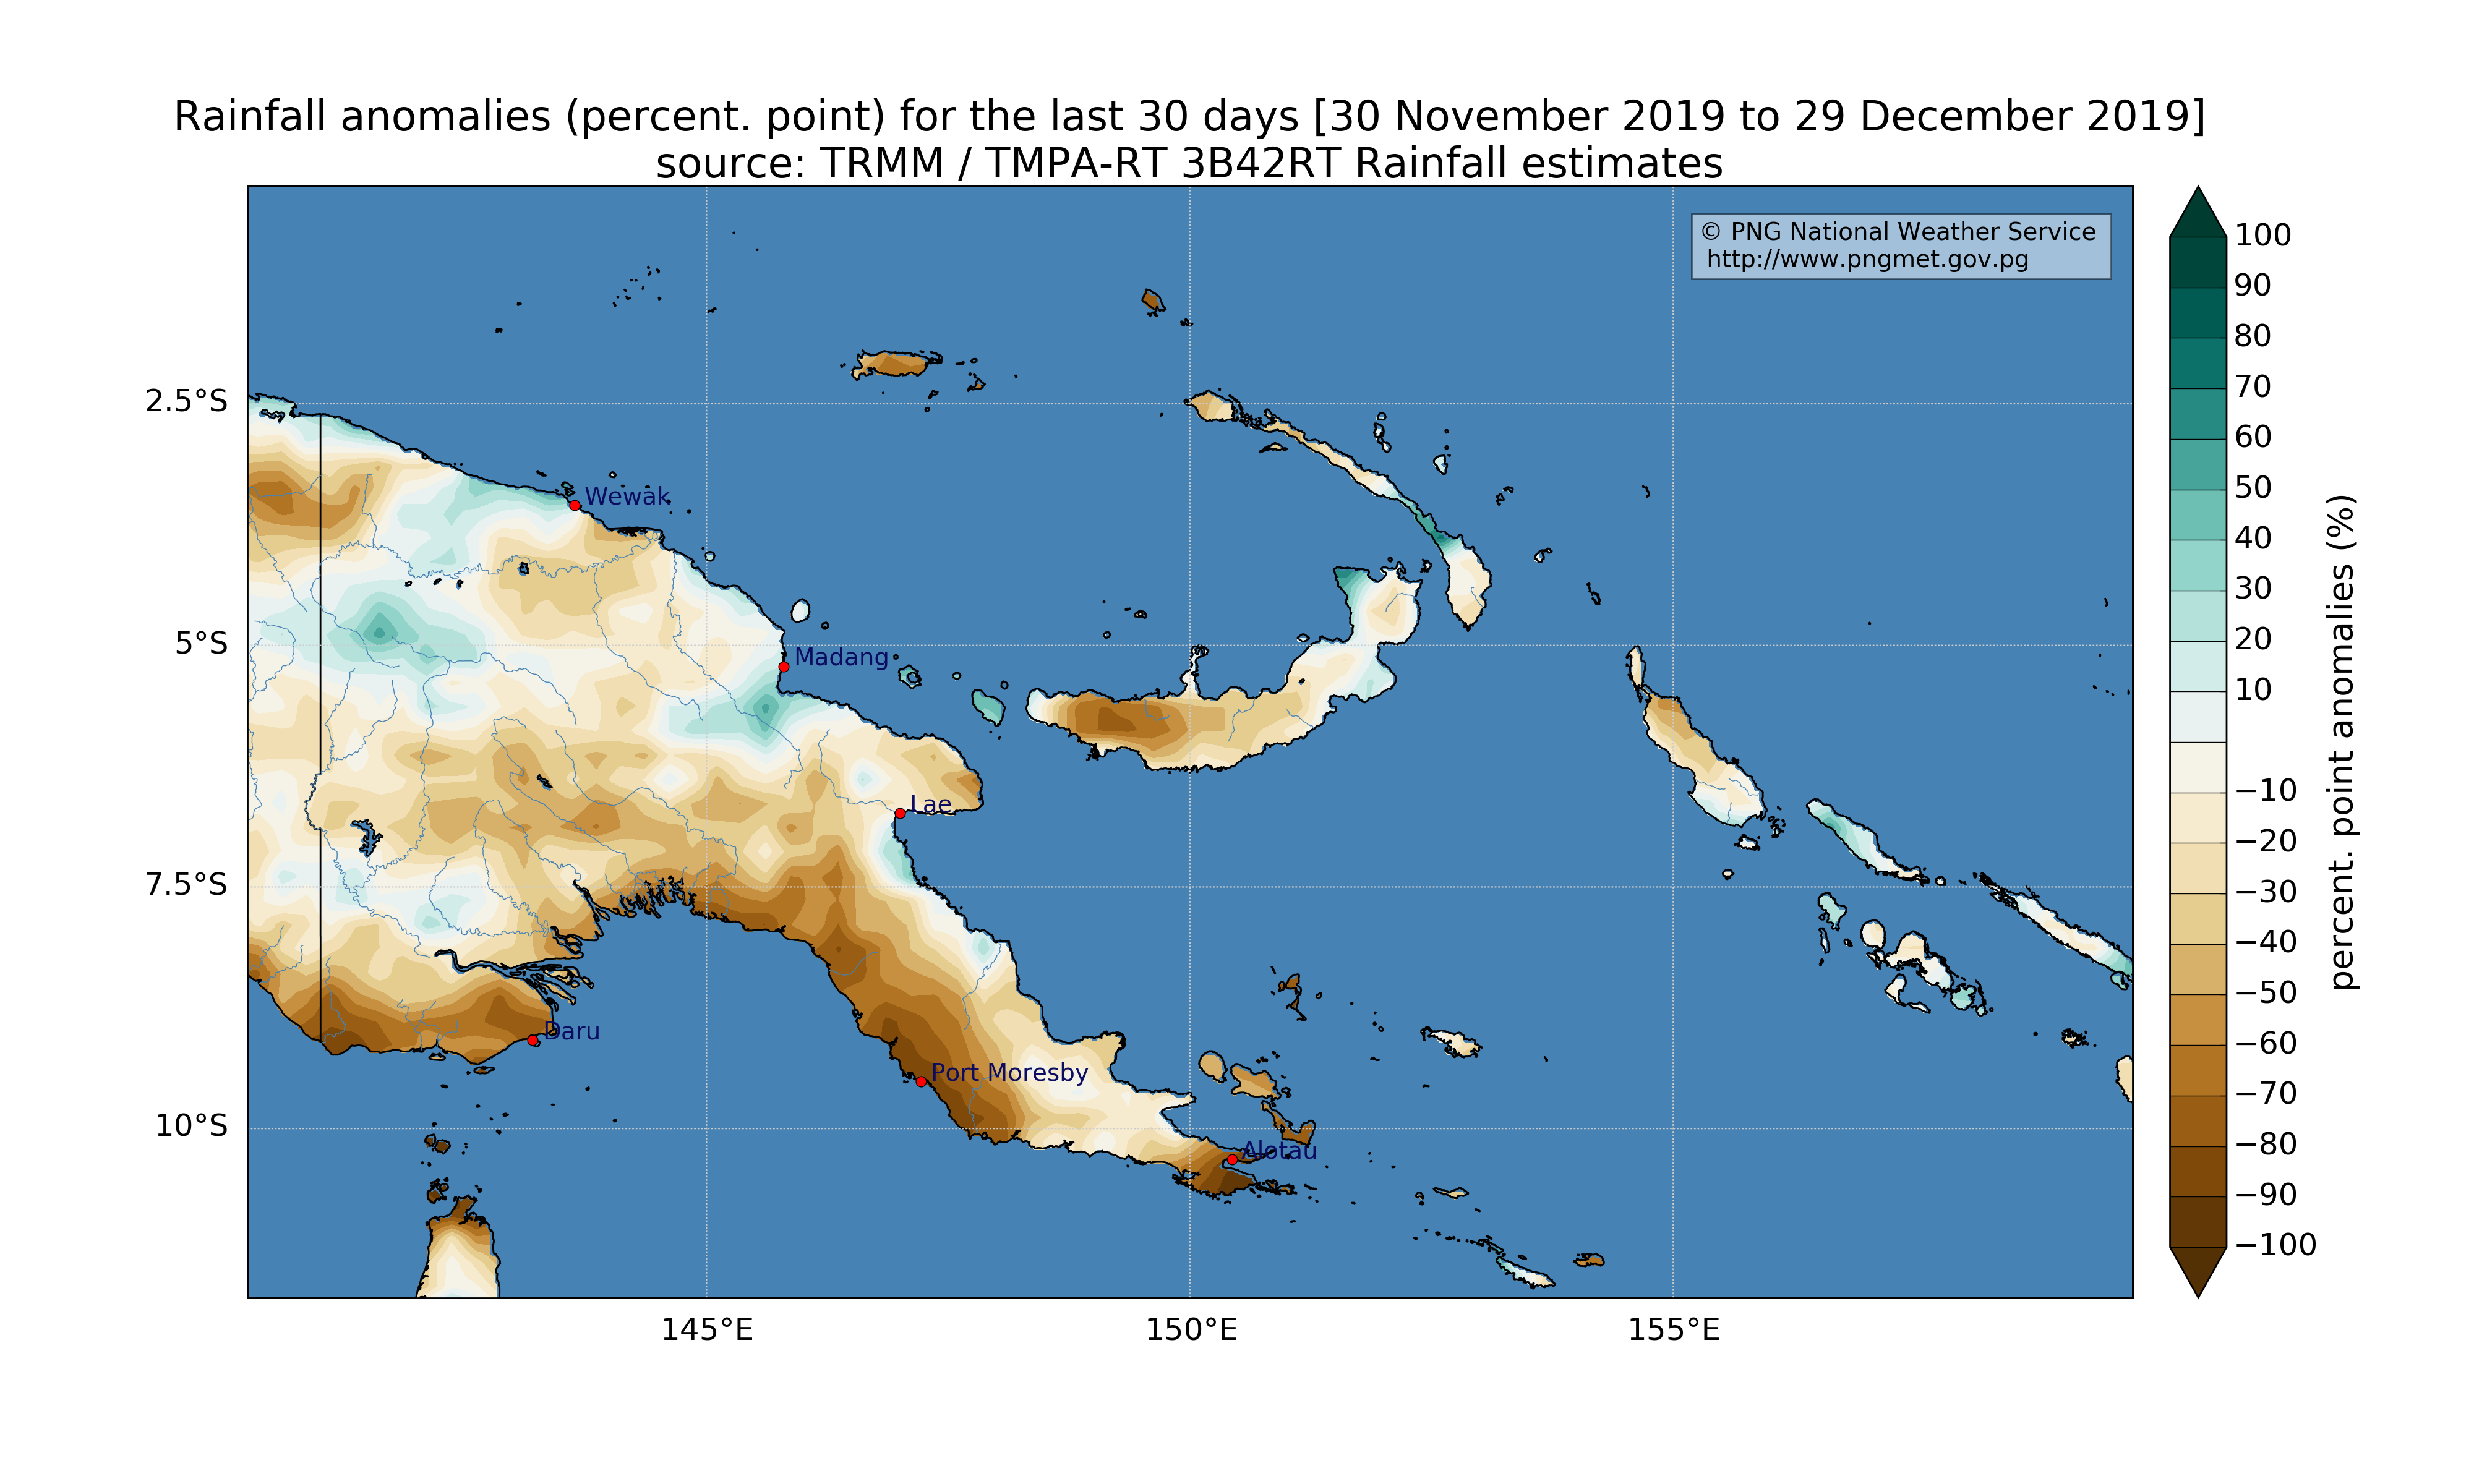 Rainfall anomalies (percent. point) for the last 30 days [30 November 2019 to 29 December 2019]
source: TRMM / TMPA-RT 3B42RT Rainfall estimates
© PNG National Weather Service
http://www.pngmet.gov.pg
2.5°S
5°S
7.5°S
10°S
Wewak
Madang
Lae
Daru
Port Moresby
Alotau
145°E
150°E
155°E
100
90
80
70
60
50
40
30
20
10
−10
−20
−30
−40
−50
−60
−70
−80
−90
−100
percent. point anomalies (%)